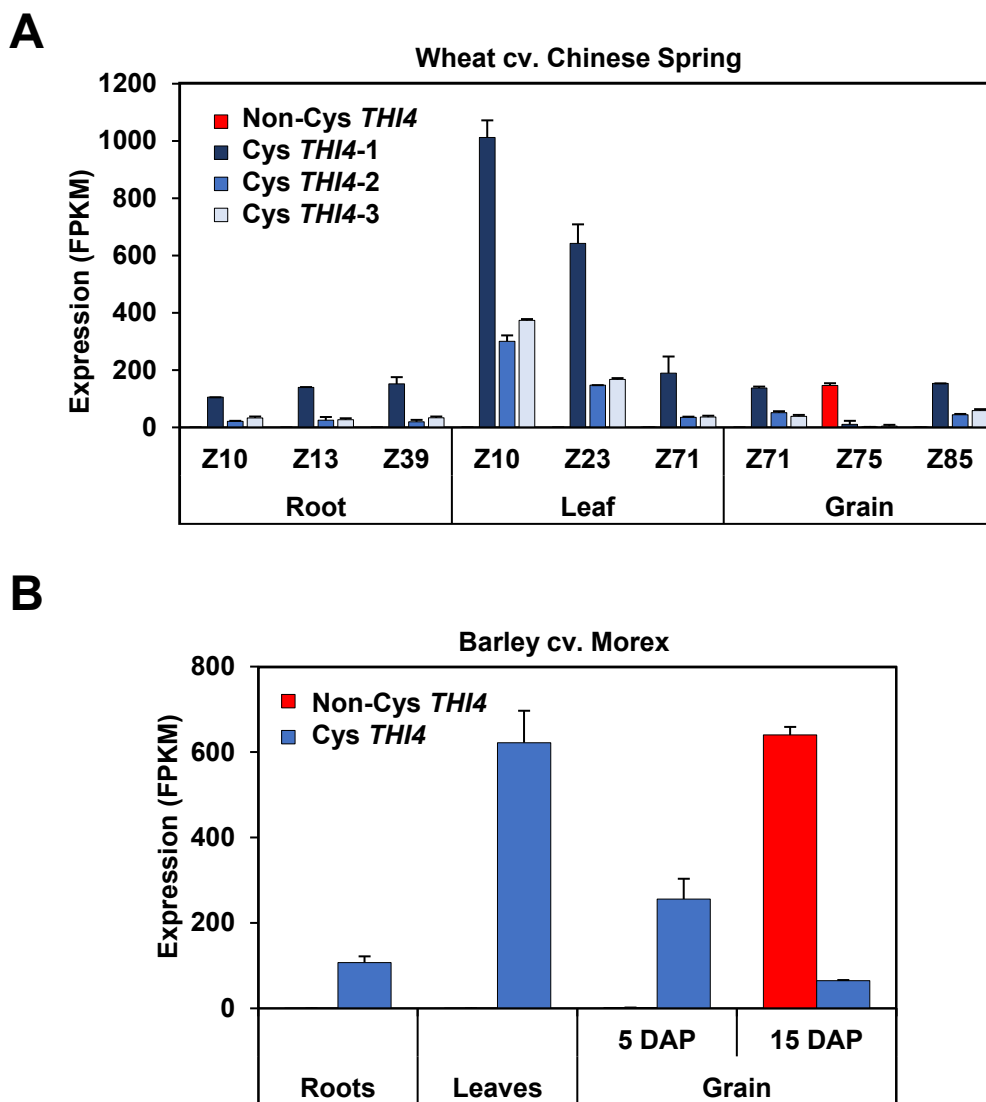 A
Wheat cv. Chinese Spring
1200
1000
800
600
400
200
0
Expression (FPKM)
Non-Cys THI4
Cys THI4-1
Cys THI4-2
Cys THI4-3
Z10 Z13 Z39 Z10 Z23 Z71 Z71 Z75 Z85
Root Leaf Grain
B
Barley cv. Morex
800
600
400
200
0
Expression (FPKM)
Non-Cys THI4
Cys THI4
5 DAP 15 DAP
Roots Leaves Grain